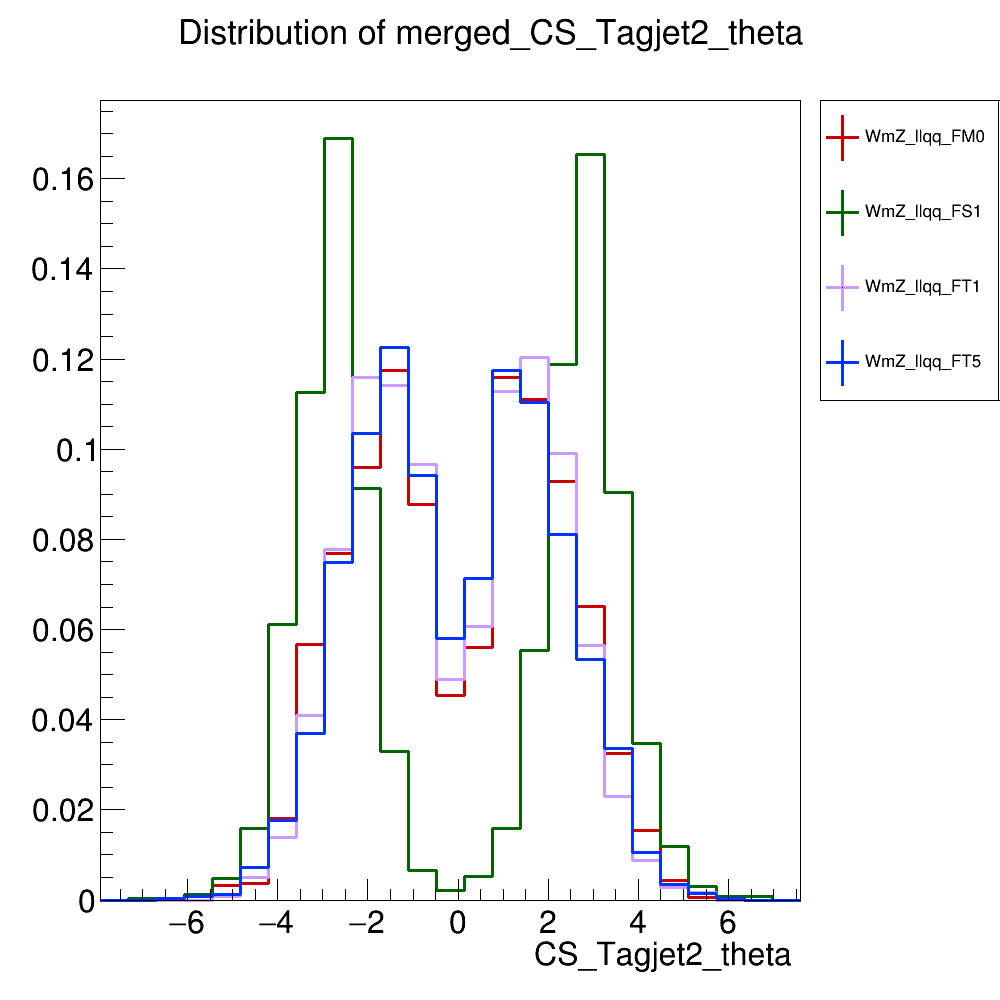 Distribution of merged_CS_Tagjet2_theta
WmZ_llqq_FM0
WmZ_llqq_FS1
WmZ_llqq_FT1
WmZ_llqq_FT5
0.16
0.14
0.12
0.1
0.08
0.06
0.04
0.02
0
−6 −4 −2 0 2 4 6
CS_Tagjet2_theta